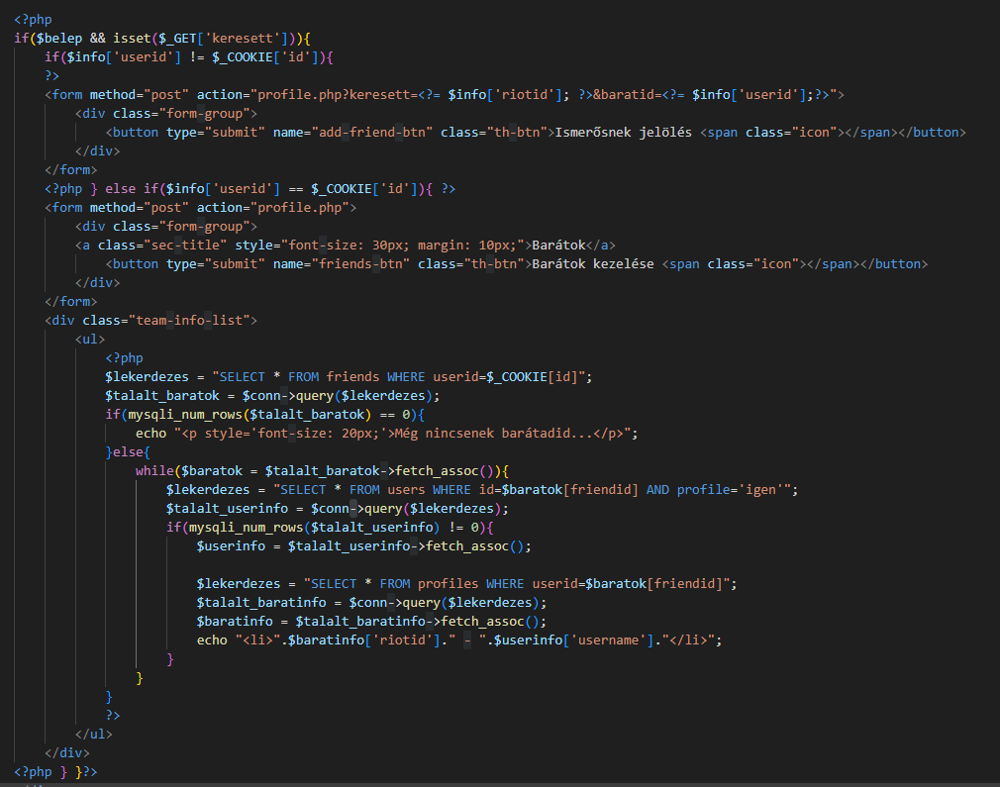 <?php
if($belep && isset($_GET['keresett'])){
if($info['userid'] != $_COOKIE['id']){
?>
<form method="post" action="profile.php?keresett=<?= $info['riotid']; ?>&baratid=<?= $info['userid'];?>">
<div class="form-group">
<button type="submit" name="add-friend-btn" class="th-btn">Ismerősnek jelölés <span class="icon"></span></button>
</div>
</form>
<?php } else if($info['userid'] == $_COOKIE['id']){ ?>
<form method="post" action="profile.php">
<div class="form-group">
<a class="sec-title" style="font-size: 30px; margin: 10px;">Barátok</a>
<button type="submit" name="friends-btn" class="th-btn">Barátok kezelése <span class="icon"></span></button>
</div>
</form>
<div class="team-info-list">
<ul>
<?php
$lekerdezes = "SELECT * FROM friends WHERE userid=$_COOKIE[id]";
$talalt_baratok = $conn->query($lekerdezes);
if(mysqli_num_rows($talalt_baratok) == 0){
echo "<p style='font-size: 20px;'>Még nincsenek barátadid...</p>";
}else{
while($baratok = $talalt_baratok->fetch_assoc()){
$lekerdezes = "SELECT * FROM users WHERE id=$baratok[friendid] AND profile='igen'";
$talalt_userinfo = $conn->query($lekerdezes);
if(mysqli_num_rows($talalt_userinfo) != 0){
$userinfo = $talalt_userinfo->fetch_assoc();
$lekerdezes = "SELECT * FROM profiles WHERE userid=$baratok[friendid]";
$talalt_baratinfo = $conn->query($lekerdezes);
$baratinfo = $talalt_baratinfo->fetch_assoc();
echo "<li>".$baratinfo['riotid']." - ".$userinfo['username']."</li>";
}
}
}
?>
</ul>
</div>
<?php } }?>